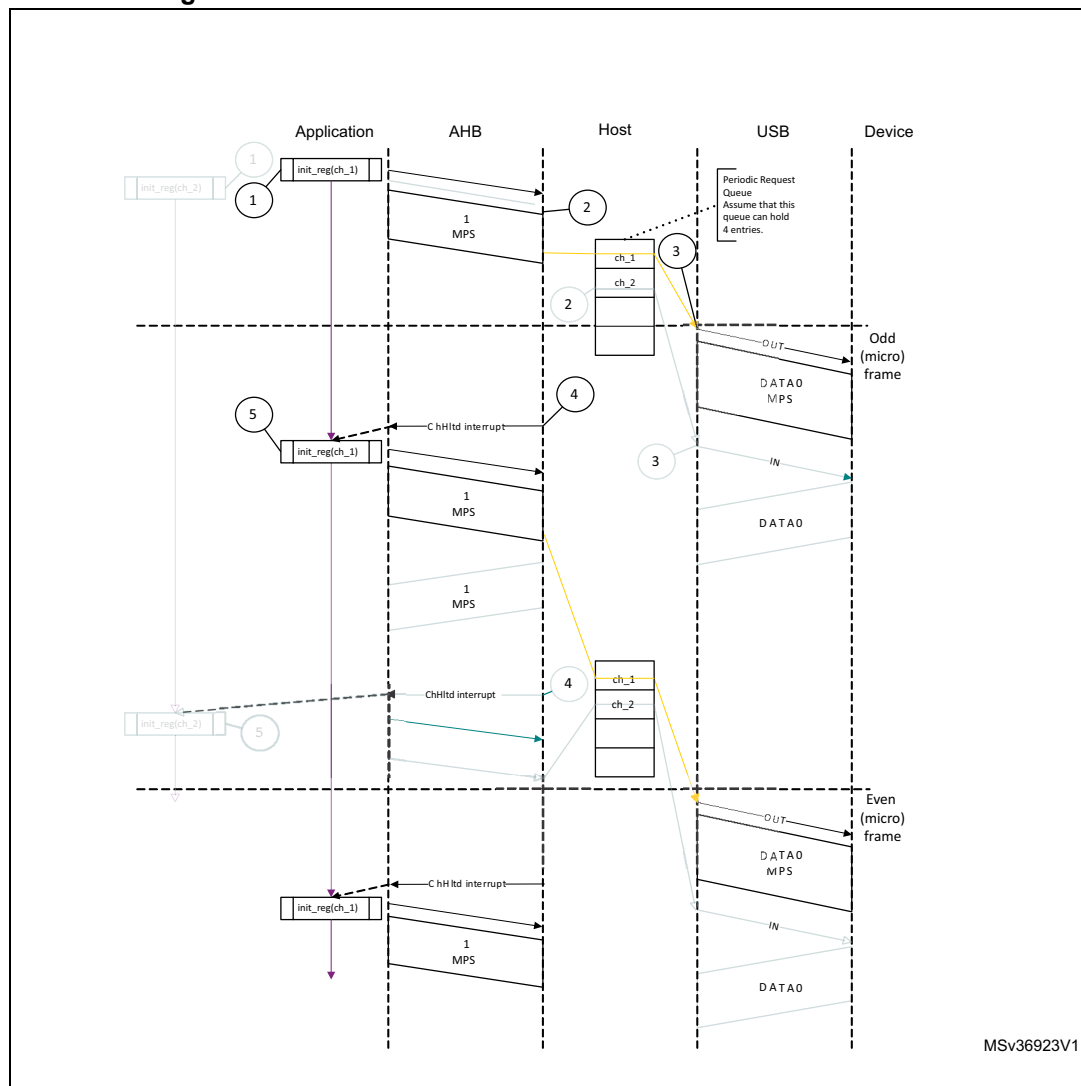 Application AHB Host USB Device
1
init_reg(ch_1)
init_reg(ch_2)
1
Periodic Request
Queue
Assume that this
queue can hold
4 entries.
2
1
MPS
3
ch_1
ch_2
2
Odd
(micro)
frame
OUT
DATA0
MPS
4
5
ChHltd interrupt
init_reg(ch_1)
3
IN
1
MPS
DATA0
1
MPS
ch_1
4
ChHltd interrupt
ch_2
init_reg(ch_2)
5
Even
(micro)
frame
OUT
DATA0
MPS
ChHltd interrupt
init_reg(ch_1)
IN
1
MPS
DATA0
MSv36923V1